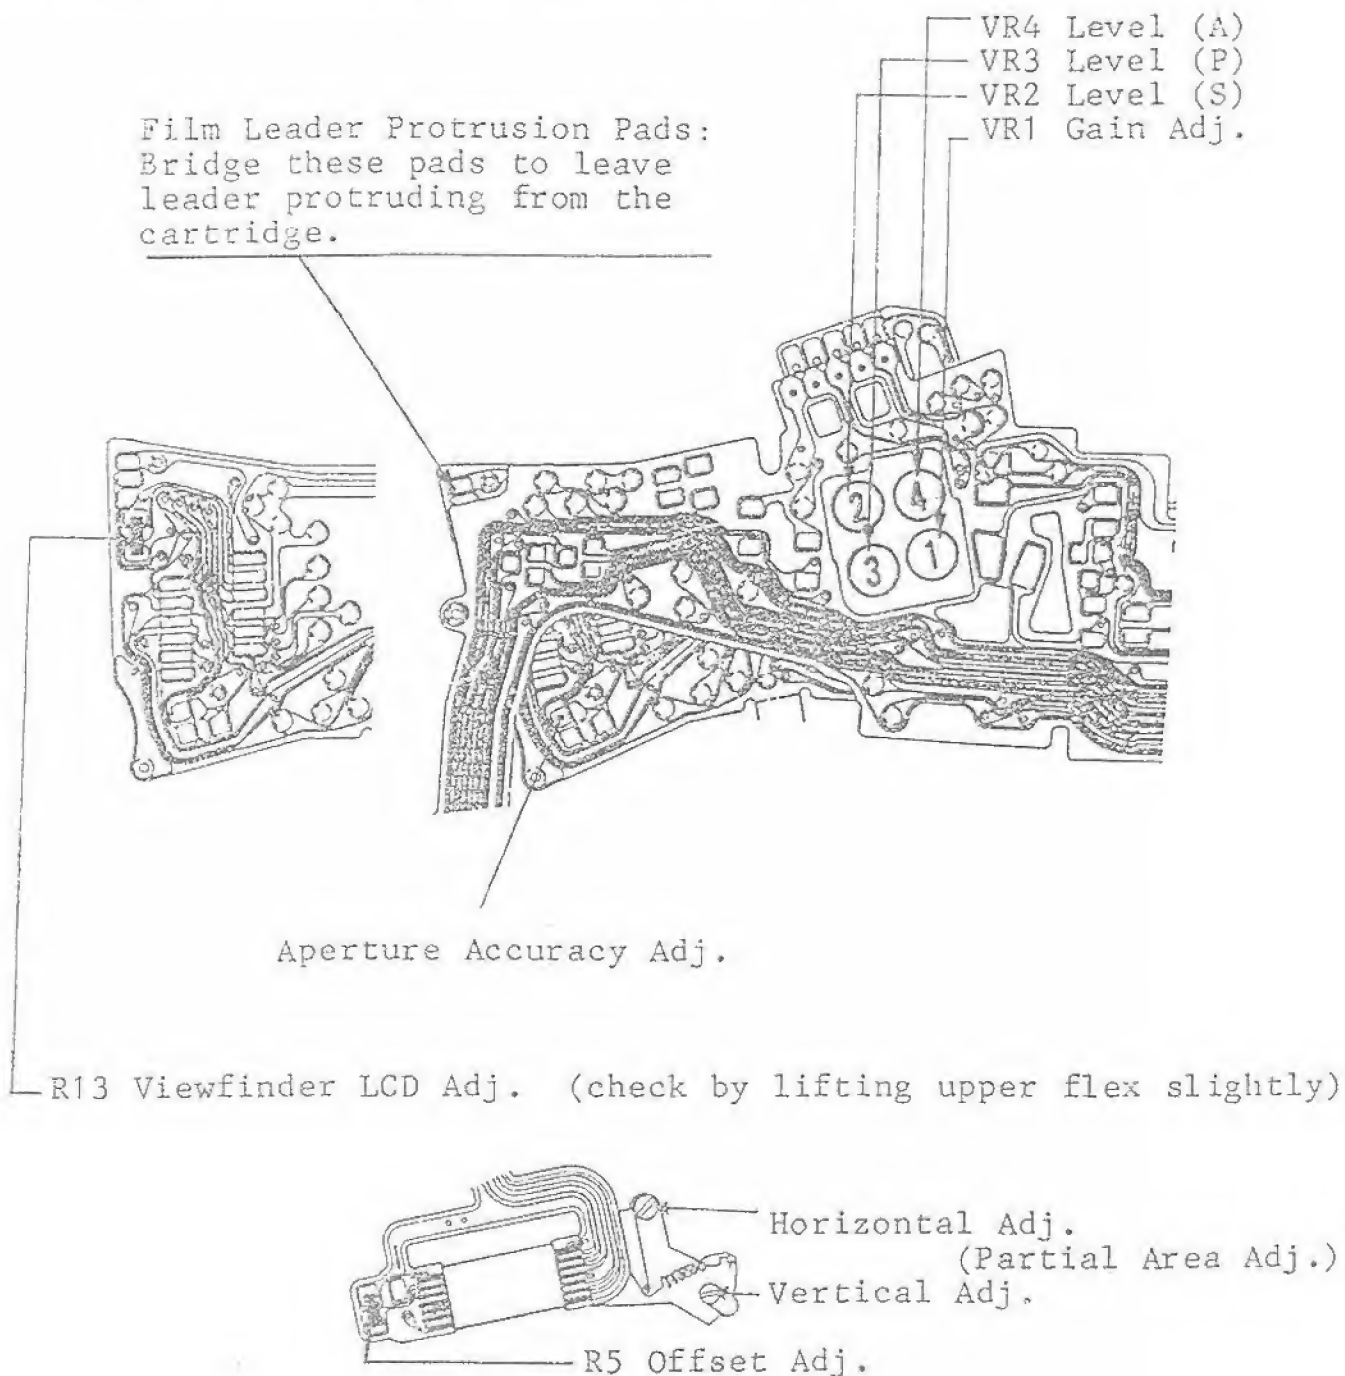 VR4 Level (A)
VR3 Level (P)
VR2 Level (S)
VR1 Gain Adj.
Film Leader Protrusion Pads:
Bridge these pads to leave
leader protruding from the
cartridge.
2
4
3
1
Aperture Accuracy Adj.
R13 Viewfinder LCD Adj. (check by lifting upper flex slightly)
Horizontal Adj.
(Partial Area Adj.)
Vertical Adj.
R5 Offset Adj.